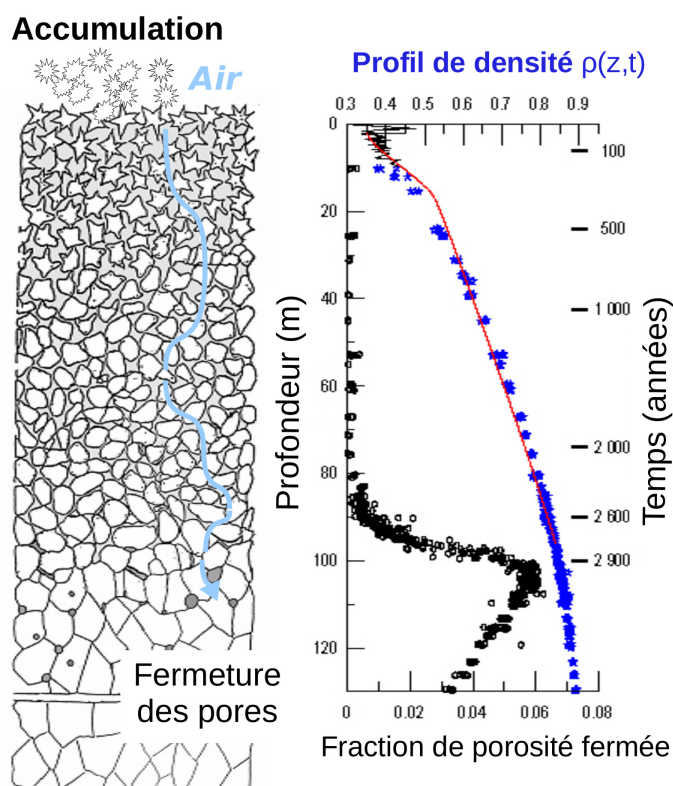 Accumulation
Air
Fermeture
des pores
Profil de densité ρ(z,t)
0.3 0.4 0.5 0.6 0.7 0.8 0.9
0
20
40
60
80
100
120
Profondeur (m)
100
500
1 000
2 000
2 600
2 900
Temps (années)
0 0.02 0.04 0.06 0.08
Fraction de porosité fermée